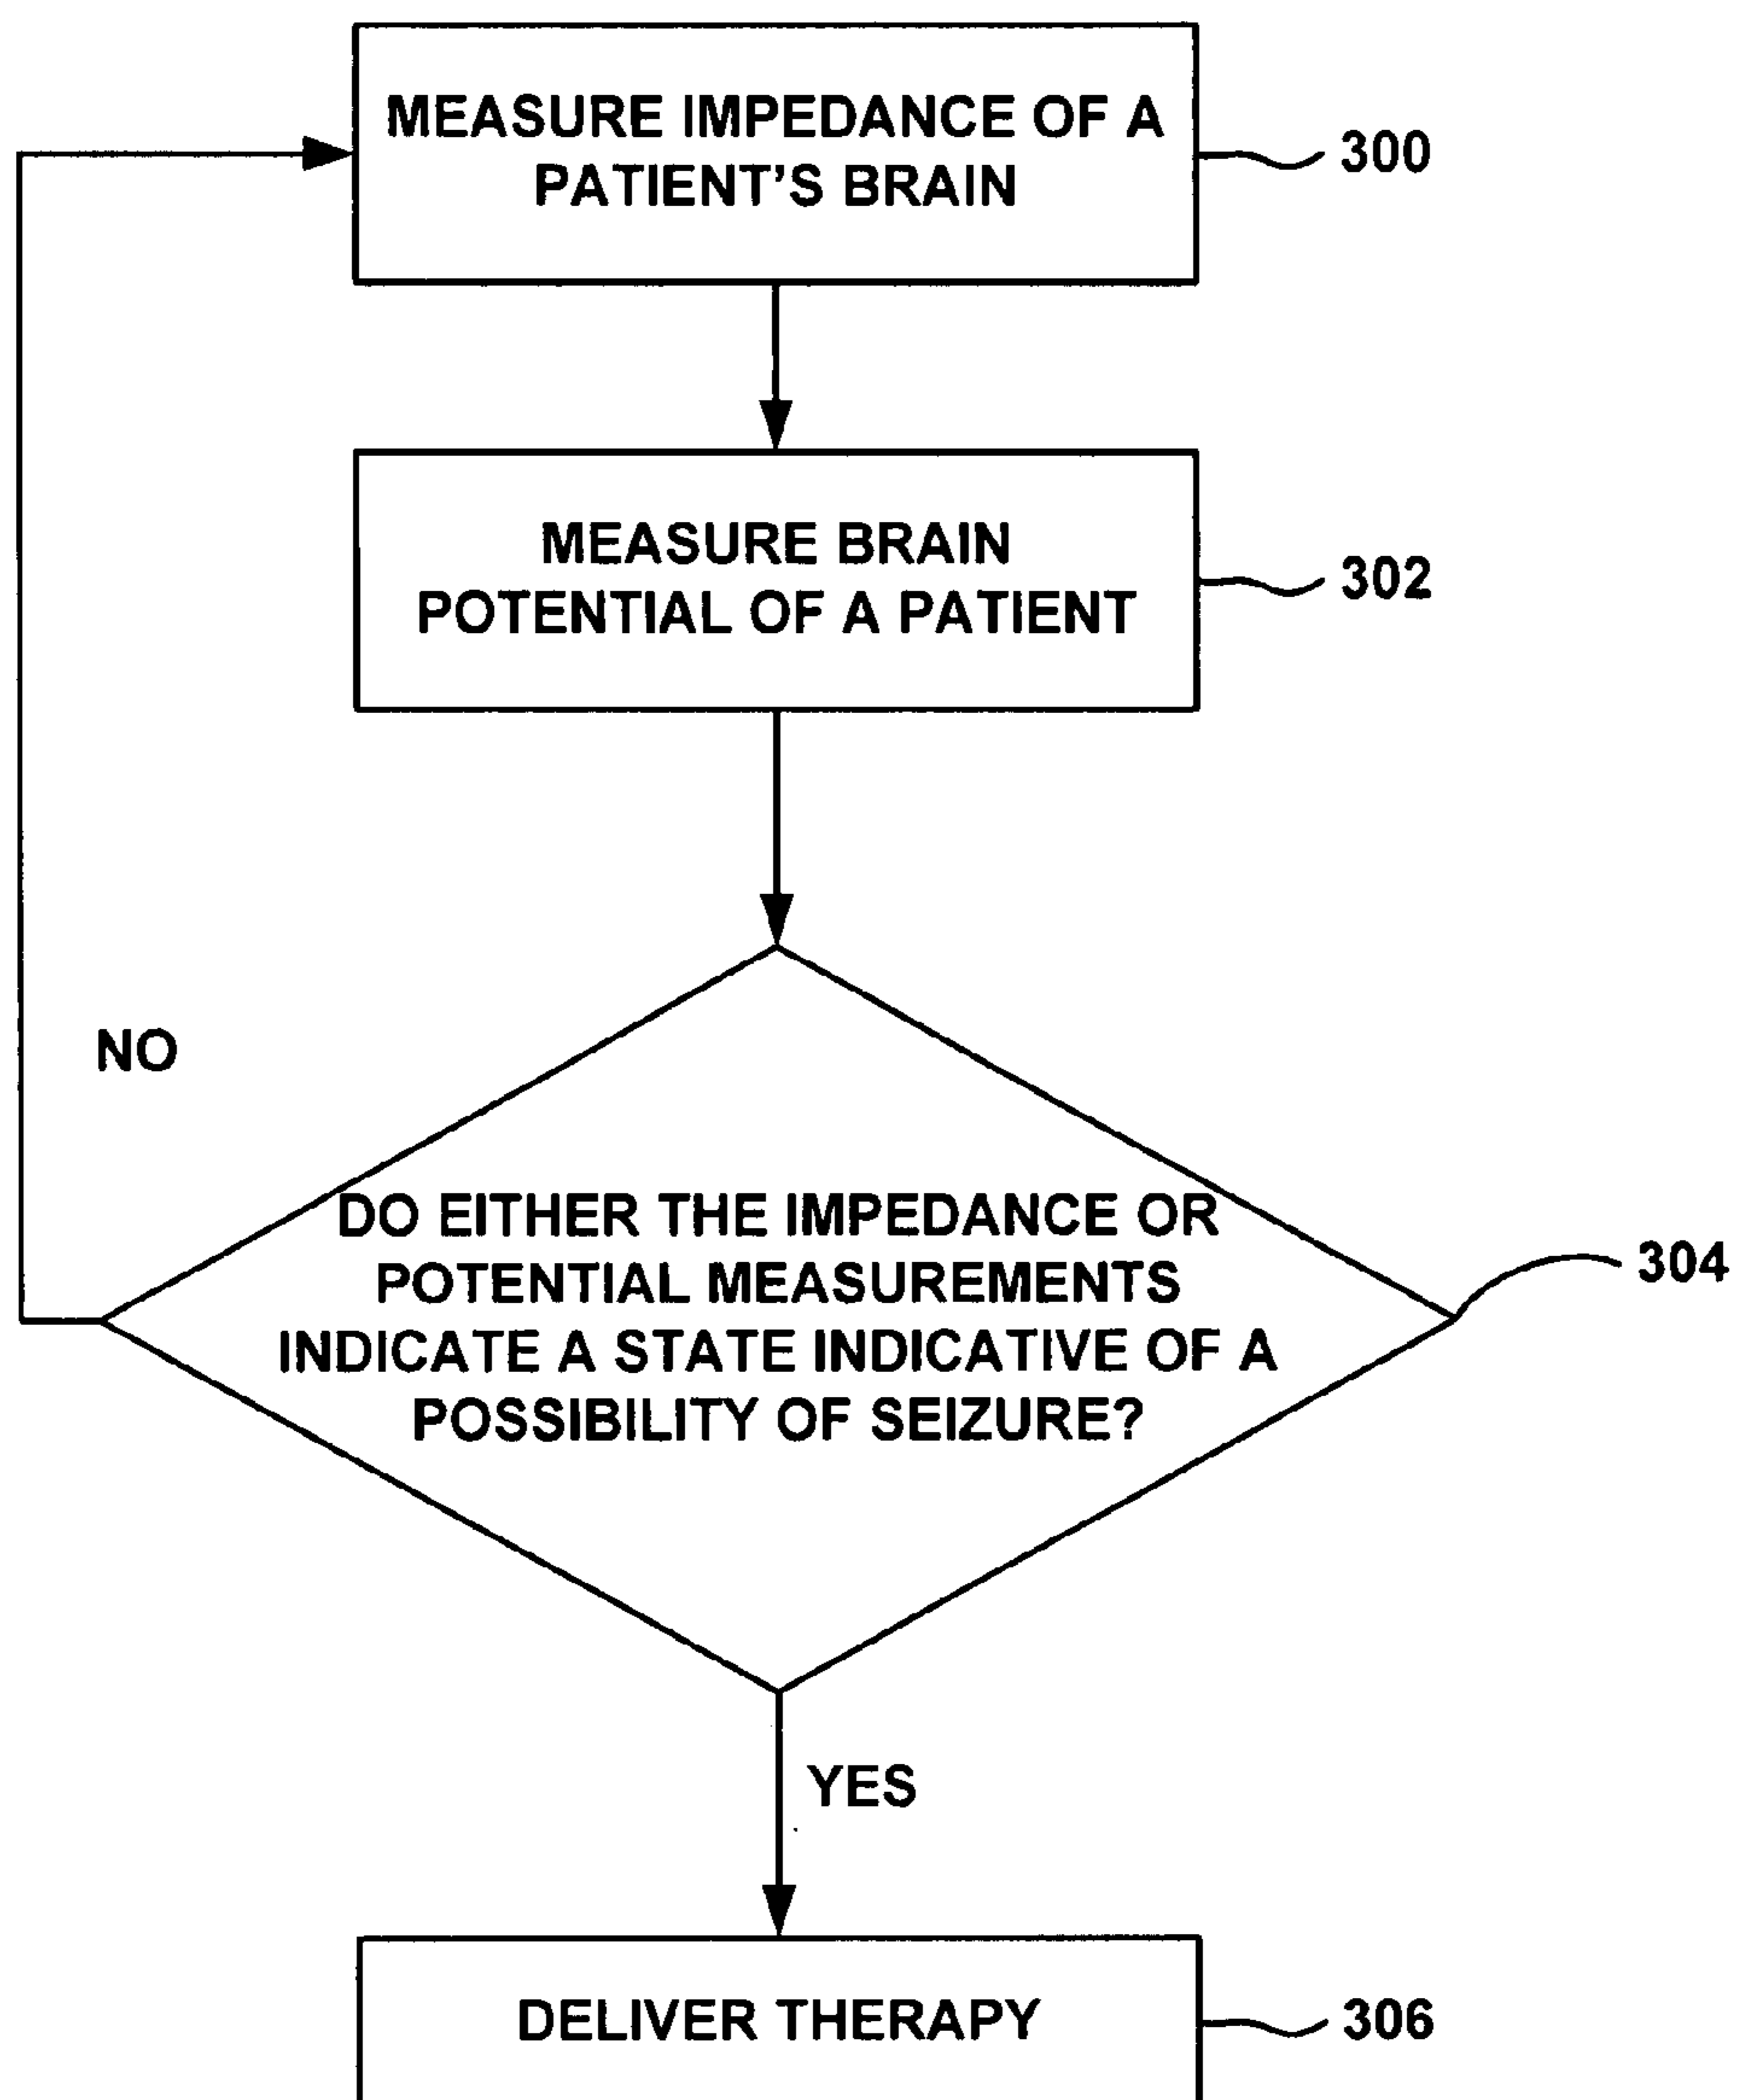 MEASURE IMPEDANCE OF A
PATIENT'S BRAIN
300
MEASURE BRAIN
POTENTIAL OF A PATIENT
302
NO
DO EITHER THE IMPEDANCE OR
POTENTIAL MEASUREMENTS
INDICATE A STATE INDICATIVE OF A
POSSIBILITY OF SEIZURE?
304
YES
DELIVER THERAPY
306